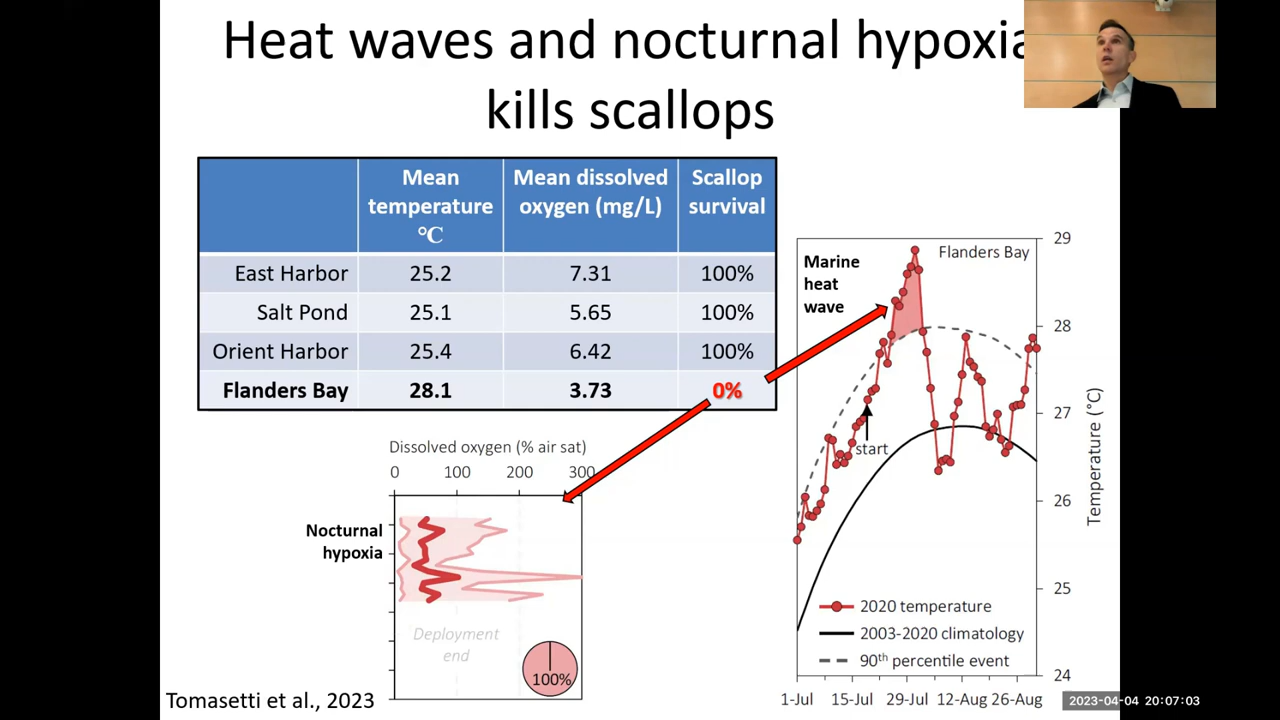 Heat waves and nocturnal hypoxia
kills scallops
Mean
temperature
°C
Mean dissolved
oxygen (mg/L)
Scallop
survival
East Harbor 25.2 7.31 100%
Salt Pond 25.1 5.65 100%
Orient Harbor 25.4 6.42 100%
Flanders Bay 28.1 3.73 0%
Dissolved oxygen (% air sat)
0 100 200 300
Nocturnal
hypoxia
Deployment
end
100%
Tomasetti et al., 2023
Marine
heat
wave
Flanders Bay
start
29
28
27
26
25
24
Temperature (°C)
2020 temperature
2003-2020 climatology
90th percentile event
1-Jul 15-Jul 29-Jul 12-Aug 26-Aug
2023-04-04 20:07:03